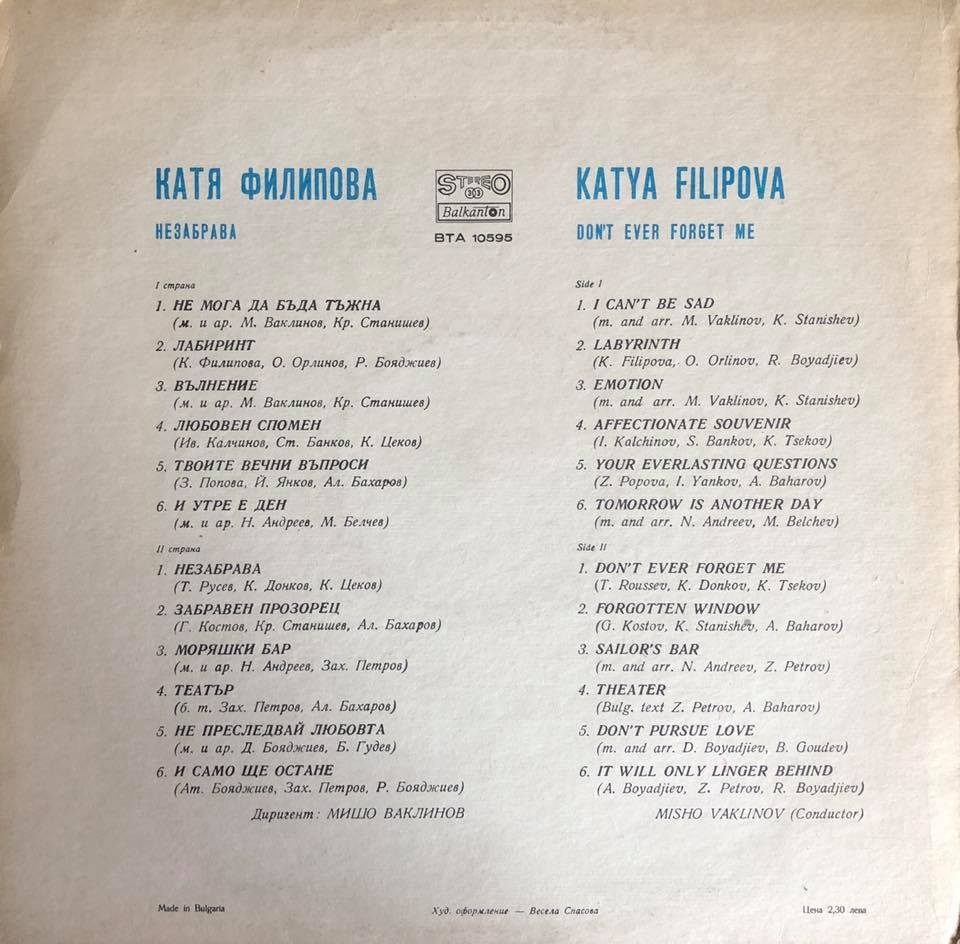 КАТЯ ФИЛИПОВА
НЕЗАБРАВА
STEREO
33
Balkanton
ВТА 10595
KATYA FILIPOVA
DON'T EVER FORGET ME
I страна
1. НЕ МОГА ДА БЪДА ТЪЖНА
(м. и ар. М. Ваклинов, Кр. Станишев)
2. ЛАБИРИНТ
(К. Филипова, О. Орлинов, Р. Бояджиев)
3. ВЪЛНЕНИЕ
(м. и ар. М. Ваклинов, Кр. Станишев)
4. ЛЮБОВЕН СПОМЕН
(Ив. Калчинов, Ст. Банков, К. Цеков)
5. ТВОИТЕ ВЕЧНИ ВЪПРОСИ
(З. Попова, Й. Янков, Ал. Бахаров)
6. И УТРЕ Е ДЕН
(м. и ар. Н. Андреев, М. Белчев)
II страна
1. НЕЗАБРАВА
(Т. Русев, К. Донков, К. Цеков)
2. ЗАБРАВЕН ПРОЗОРЕЦ
(Г. Костов, Кр. Станишев, Ал. Бахаров)
3. МОРЯШКИ БАР
(м. и ар. Н. Андреев, Зах. Петров)
4. ТЕАТЪР
(б. т. Зах. Петров, Ал. Бахаров)
5. НЕ ПРЕСЛЕДВАЙ ЛЮБОВТА
(м. и ар. Д. Бояджиев, Б. Гудев)
6. И САМО ЩЕ ОСТАНЕ
(Ат. Бояджиев, Зах. Петров, Р. Бояджиев)
Диригент: МИШО ВАКЛИНОВ
Side I
1. I CAN'T BE SAD
(m. and arr. M. Vaklinov, K. Stanishev)
2. LABYRINTH
(K. Filipova, O. Orlinov, R. Boyadjiev)
3. EMOTION
(m. and arr. M. Vaklinov, K. Stanishev)
4. AFFECTIONATE SOUVENIR
(I. Kalchinov, S. Bankov, K. Tsekov)
5. YOUR EVERLASTING QUESTIONS
(Z. Popova, I. Yankov, A. Baharov)
6. TOMORROW IS ANOTHER DAY
(m. and arr. N. Andreev, M. Belchev)
Side II
1. DON'T EVER FORGET ME
(T. Roussev, K. Donkov, K. Tsekov)
2. FORGOTTEN WINDOW
(G. Kostov, K. Stanishev, A. Baharov)
3. SAILOR'S BAR
(m. and arr. N. Andreev, Z. Petrov)
4. THEATER
(Bulg. text Z. Petrov, A. Baharov)
5. DON'T PURSUE LOVE
(m. and arr. D. Boyadjiev, B. Goudev)
6. IT WILL ONLY LINGER BEHIND
(A. Boyadjiev, Z. Petrov, R. Boyadjiev)
MISHO VAKLINOV (Conductor)
Made in Bulgaria
Худ. оформление — Весела Спасова
Цена 2,30 лева